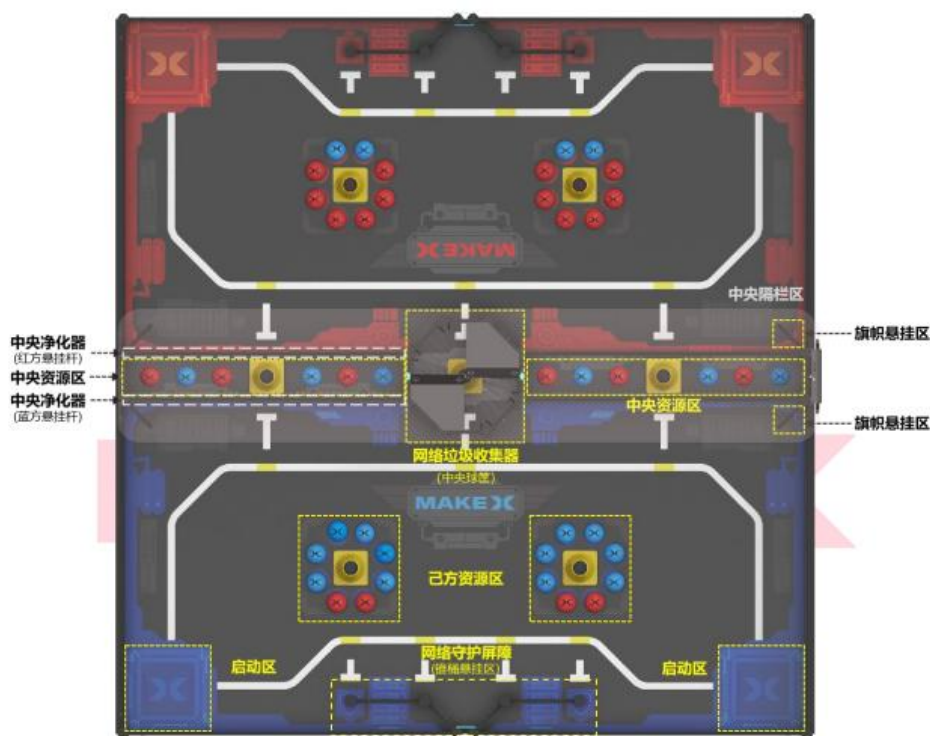 MAKE X
中央隔栏区
中央净化器
(红方悬挂杆)
旗帜悬挂区
中央资源区
中央资源区
中央净化器
(蓝方悬挂杆)
旗帜悬挂区
网络垃圾收集器
(中央球筐)
MAKE X
己方资源区
网络守护屏障
(锥桶悬挂区)
启动区
启动区